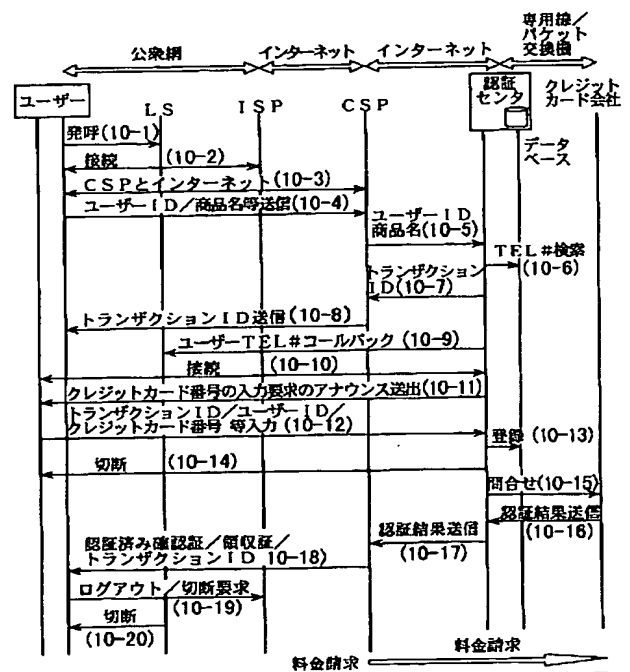 公衆網
インターネット
インターネット
専用線/
パケット
交換機
ユーザー
LS
ISP
CSP
認証
センタ
クレジット
カード会社
データ
ベース
発呼(10-1)
接続 (10-2)
CSPとインターネット(10-3)
ユーザーID/商品名等送信(10-4)
ユーザーID
商品名(10-5)
TEL#検索
(10-6)
トランザクション
ID(10-7)
トランザクションID送信(10-8)
ユーザーTEL#コールバック(10-9)
接続 (10-10)
クレジットカード番号の入力要求のアナウンス送出(10-11)
トランザクションID/ユーザーID/
クレジットカード番号 等入力(10-12)
登録(10-13)
切断 (10-14)
問合せ(10-15)
認証結果送信
(10-16)
認証結果送信
(10-17)
認証済み確認証/領収証/
トランザクションID 10-18)
ログアウト/切断要求
(10-19)
切断
(10-20)
料金請求
料金請求